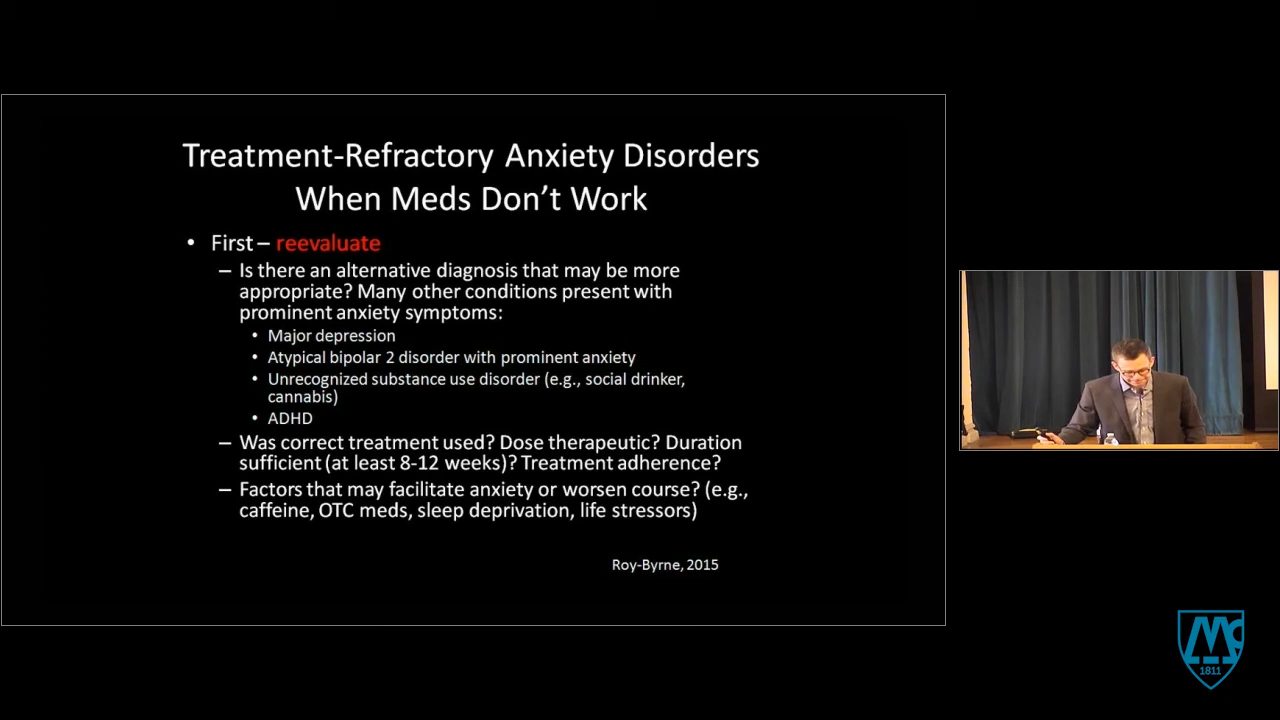 Treatment-Refractory Anxiety Disorders
When Meds Don't Work
• First – reevaluate
– Is there an alternative diagnosis that may be more
appropriate? Many other conditions present with
prominent anxiety symptoms:
• Major depression
• Atypical bipolar 2 disorder with prominent anxiety
• Unrecognized substance use disorder (e.g., social drinker,
cannabis)
• ADHD
– Was correct treatment used? Dose therapeutic? Duration
sufficient (at least 8-12 weeks)? Treatment adherence?
– Factors that may facilitate anxiety or worsen course? (e.g.,
caffeine, OTC meds, sleep deprivation, life stressors)
Roy-Byrne, 2015
Mc
1811